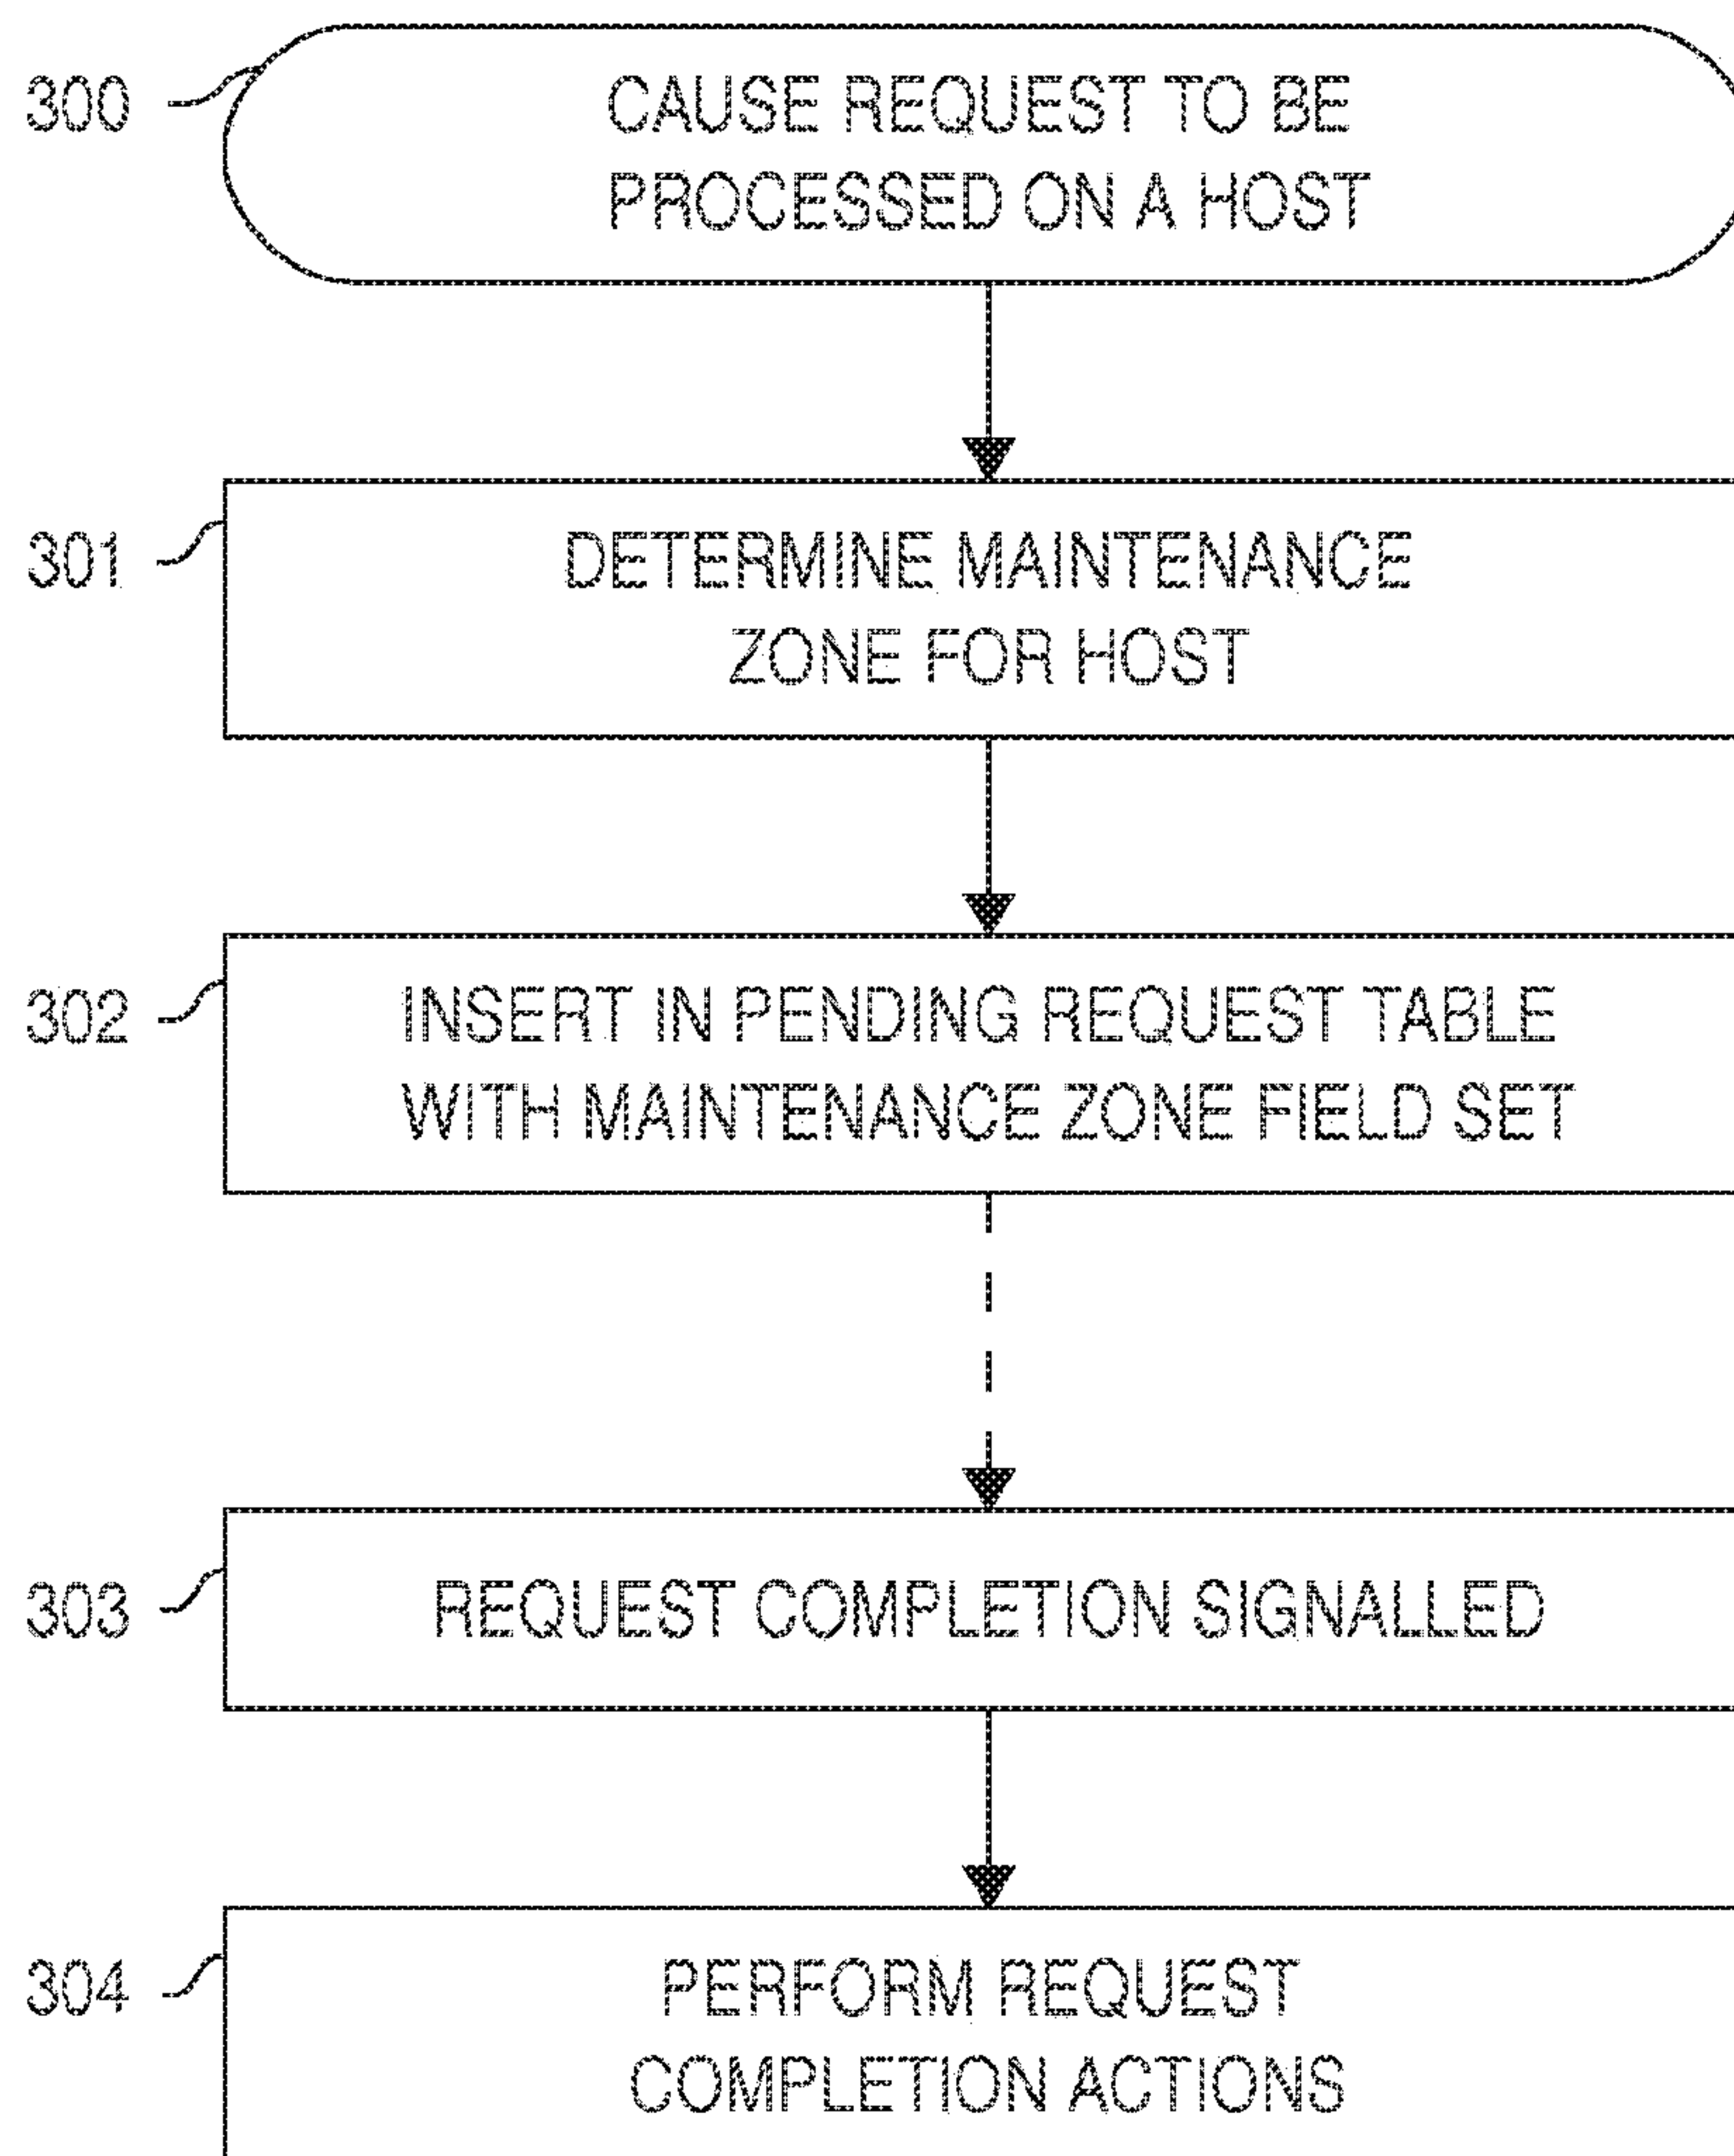 300
CAUSE REQUEST TO BE
PROCESSED ON A HOST
301
DETERMINE MAINTENANCE
ZONE FOR HOST
302
INSERT IN PENDING REQUEST TABLE
WITH MAINTENANCE ZONE FIELD SET
303
REQUEST COMPLETION SIGNALLED
304
PERFORM REQUEST
COMPLETION ACTIONS